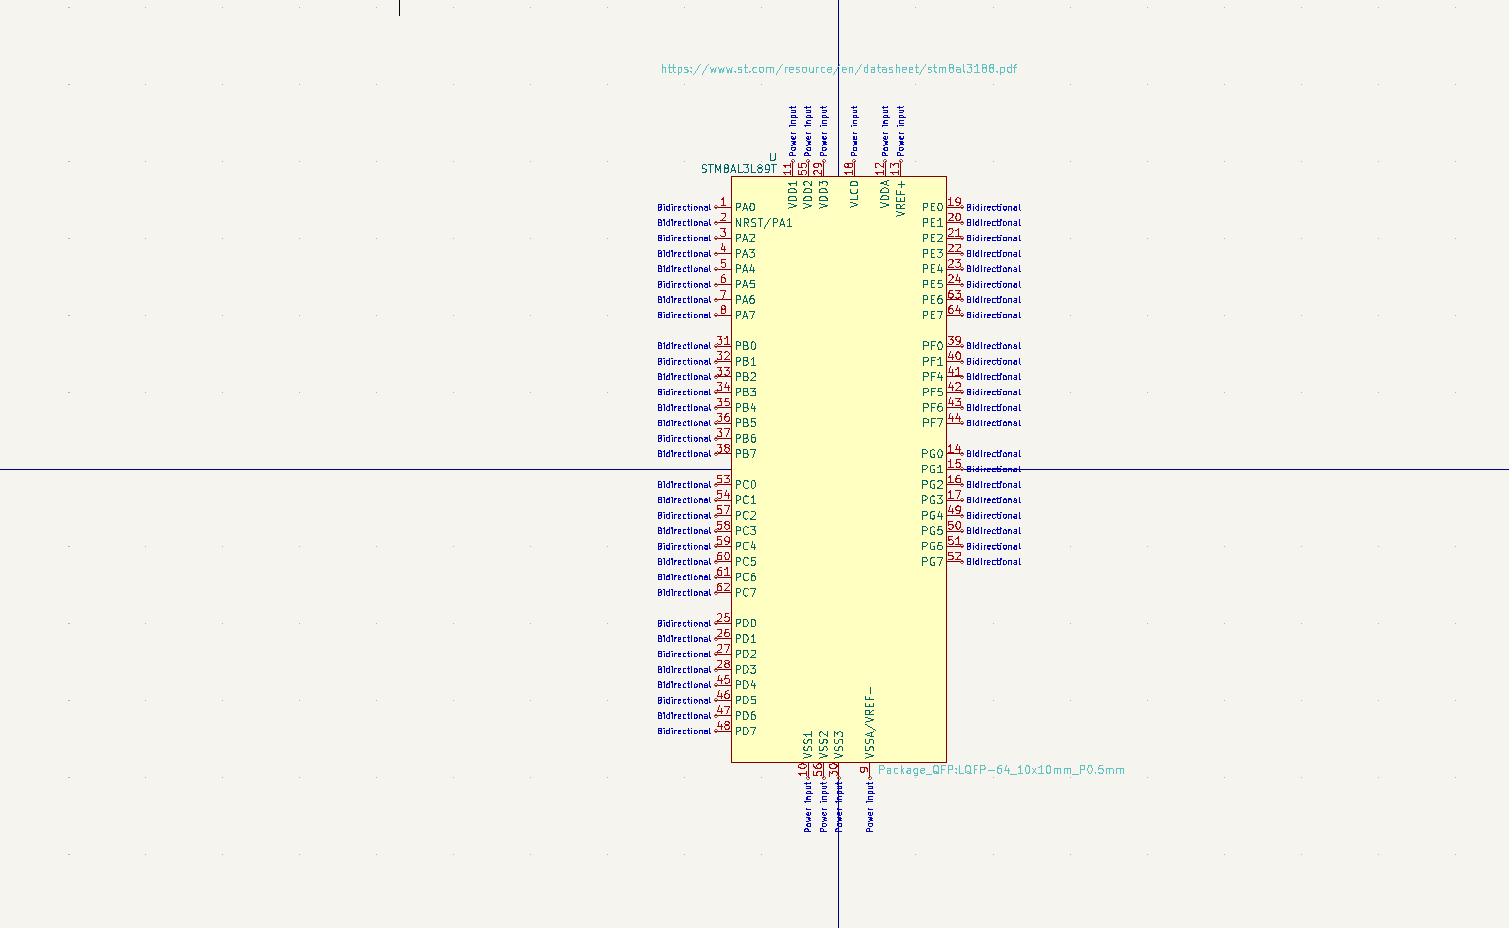 https://www.st.com/resource/en/datasheet/stm8al3188.pdf
Power input Power input Power input Power input Power input Power input
U
STM8AL3L89T
11 55 29 18 12 13
VDD1 VDD2 VDD3 VLCD VDDA VREF+
Bidirectional 1 PA0 PE0 19 Bidirectional
Bidirectional 2 NRST/PA1 PE1 20 Bidirectional
Bidirectional 3 PA2 PE2 21 Bidirectional
Bidirectional 4 PA3 PE3 22 Bidirectional
Bidirectional 5 PA4 PE4 23 Bidirectional
Bidirectional 6 PA5 PE5 24 Bidirectional
Bidirectional 7 PA6 PE6 63 Bidirectional
Bidirectional 8 PA7 PE7 64 Bidirectional
Bidirectional 31 PB0 PF0 39 Bidirectional
Bidirectional 32 PB1 PF1 40 Bidirectional
Bidirectional 33 PB2 PF4 41 Bidirectional
Bidirectional 34 PB3 PF5 42 Bidirectional
Bidirectional 35 PB4 PF6 43 Bidirectional
Bidirectional 36 PB5 PF7 44 Bidirectional
Bidirectional 37 PB6
Bidirectional 38 PB7 PG0 14 Bidirectional
PG1 15 Bidirectional
Bidirectional 53 PC0 PG2 16 Bidirectional
Bidirectional 54 PC1 PG3 17 Bidirectional
Bidirectional 57 PC2 PG4 49 Bidirectional
Bidirectional 58 PC3 PG5 50 Bidirectional
Bidirectional 59 PC4 PG6 51 Bidirectional
Bidirectional 60 PC5 PG7 52 Bidirectional
Bidirectional 61 PC6
Bidirectional 62 PC7
Bidirectional 25 PD0
Bidirectional 26 PD1
Bidirectional 27 PD2
Bidirectional 28 PD3
Bidirectional 45 PD4
Bidirectional 46 PD5
Bidirectional 47 PD6
Bidirectional 48 PD7
VSS1 VSS2 VSS3 VSSA/VREF-
10 56 30 9
Package_QFP:LQFP-64_10x10mm_P0.5mm
Power input Power input Power input Power input